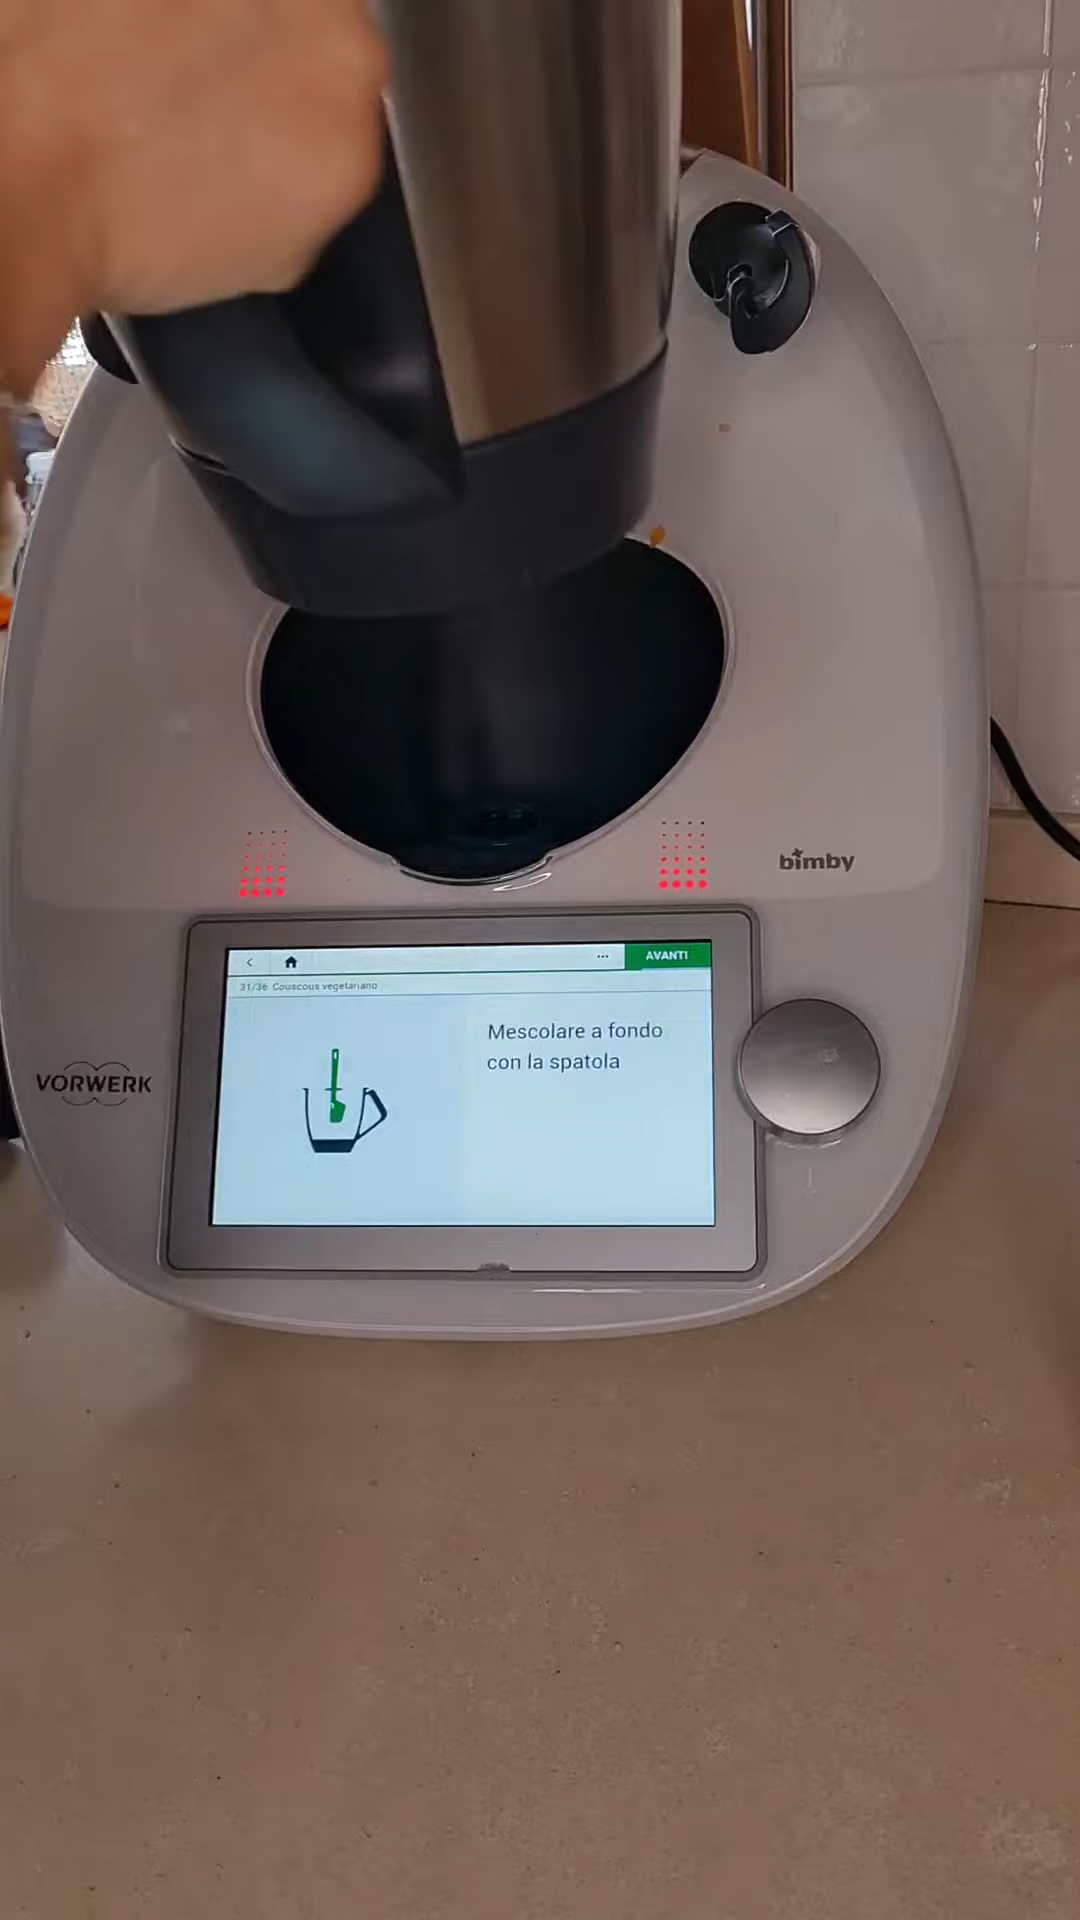 bimby
AVANTI
31/36 Couscous vegetariano
Mescolare a fondo
con la spatola
VORWERK